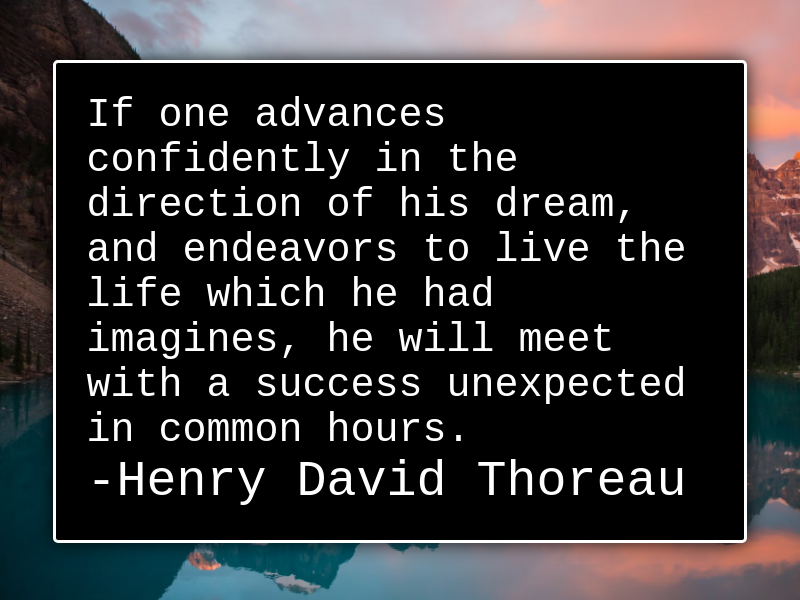 If one advances
confidently in the
direction of his dream,
and endeavors to live the
life which he had
imagines, he will meet
with a success unexpected
in common hours.
-Henry David Thoreau